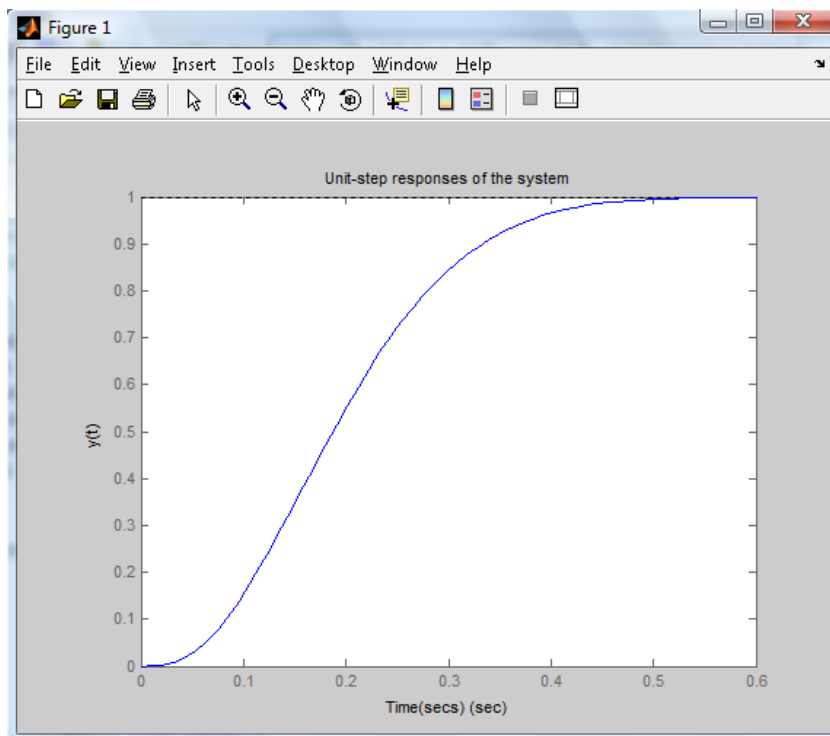 Figure 1
File Edit View Insert Tools Desktop Window Help
Unit-step responses of the system
1
0.9
0.8
0.7
0.6
0.5
0.4
0.3
0.2
0.1
0
y(t)
0 0.1 0.2 0.3 0.4 0.5 0.6
Time(secs) (sec)